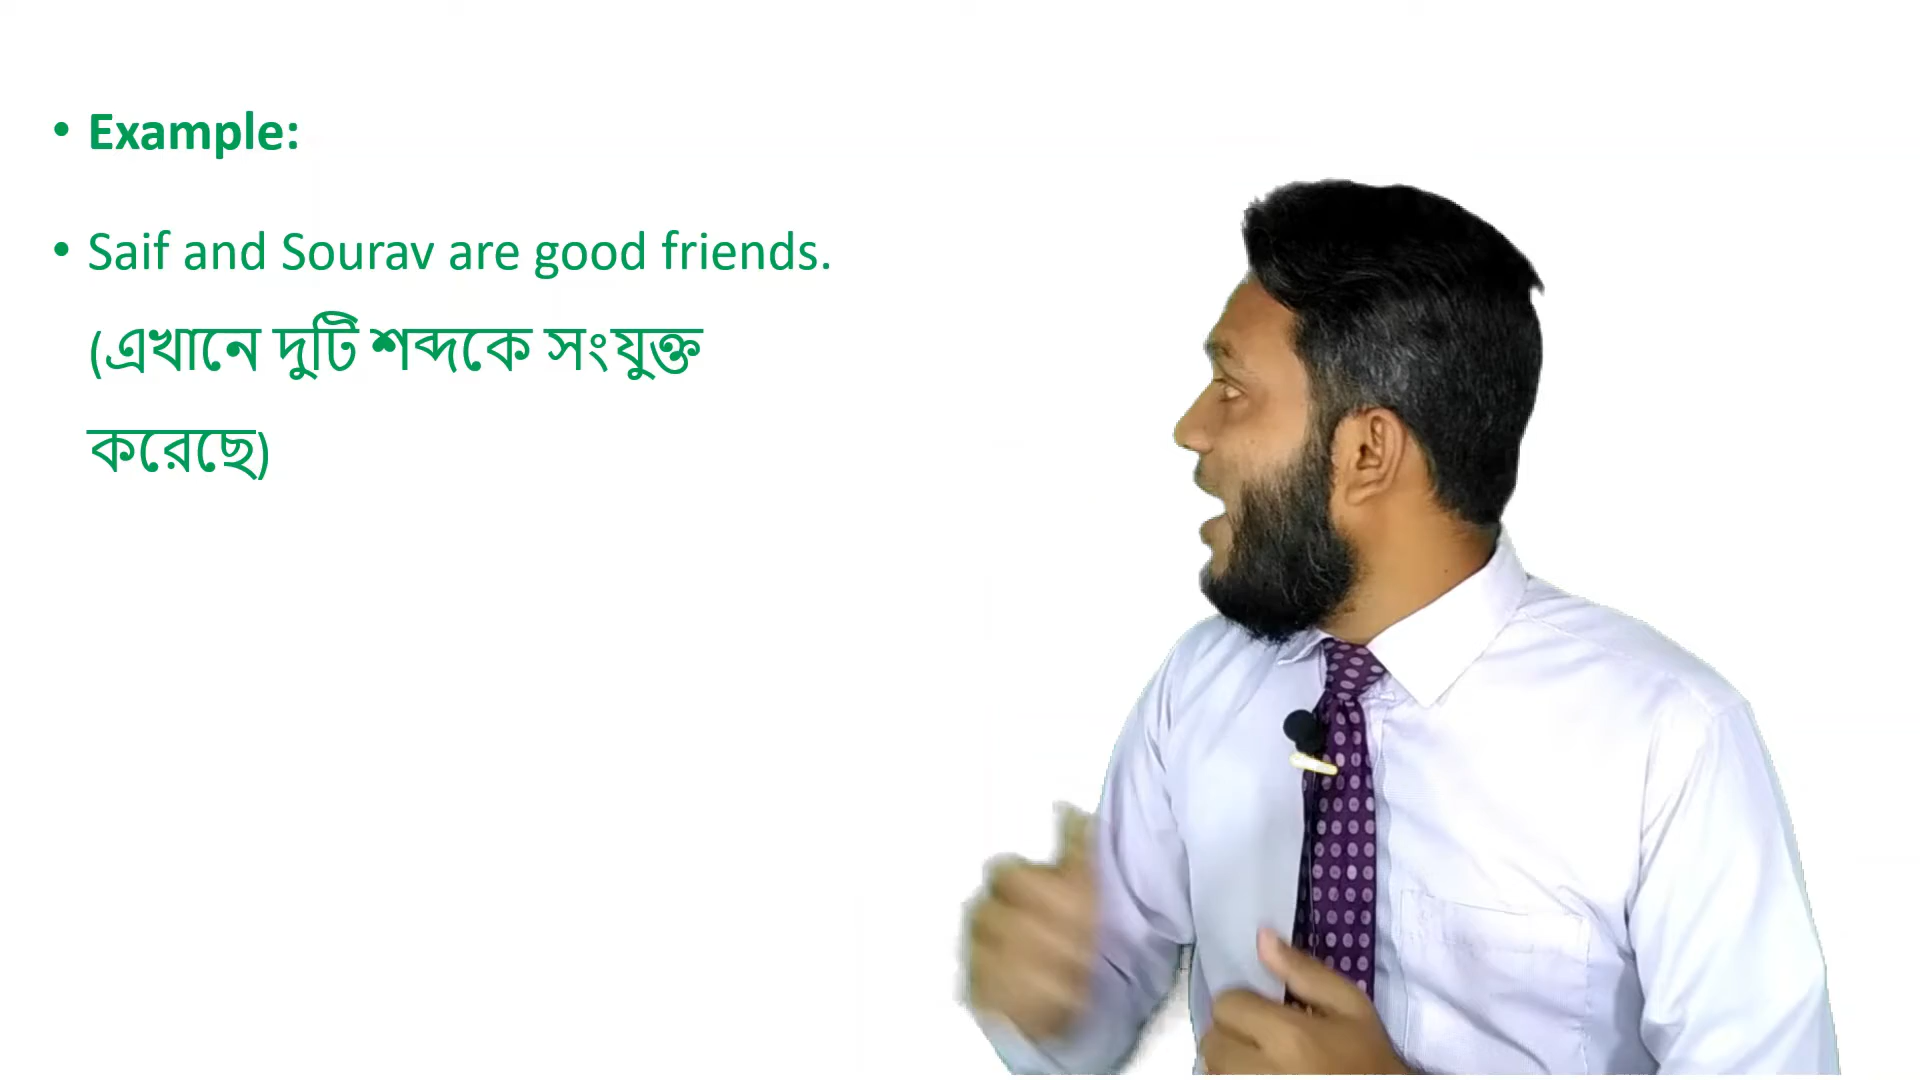 • Example:
• Saif and Sourav are good friends.
(এখানে দুটি শব্দকে সংযুক্ত
করেছে)